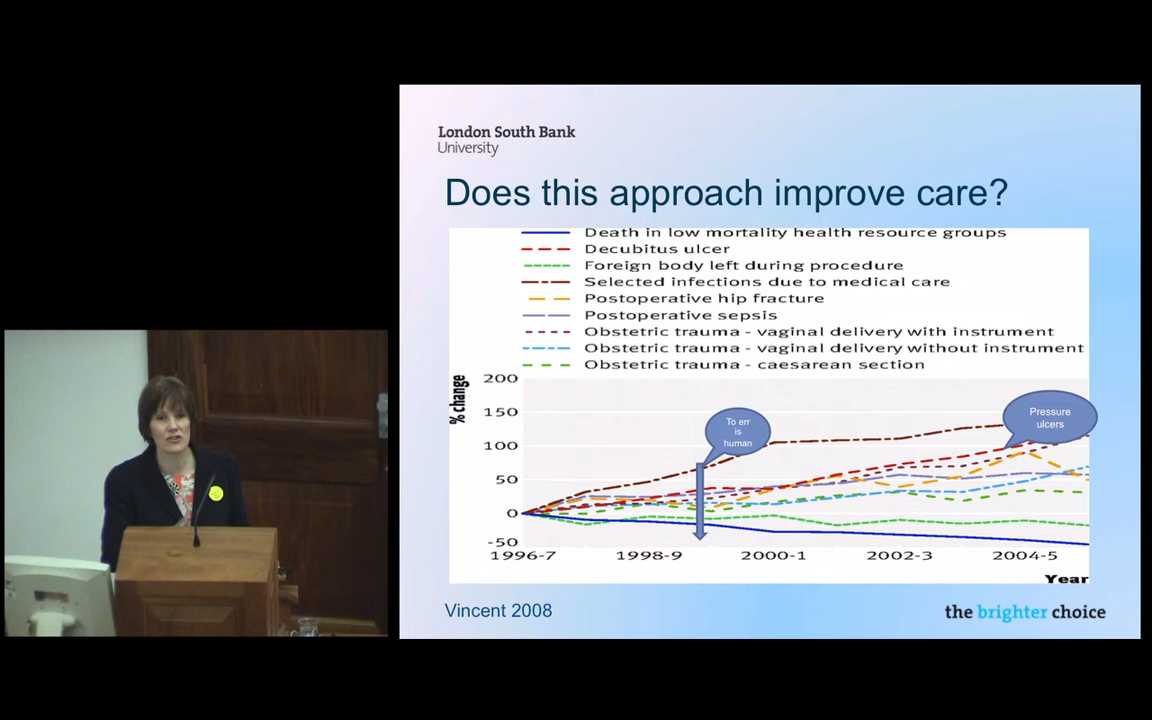 London South Bank
University
Does this approach improve care?
Death in low mortality health resource groups
Decubitus ulcer
Foreign body left during procedure
Selected infections due to medical care
Postoperative hip fracture
Postoperative sepsis
Obstetric trauma - vaginal delivery with instrument
Obstetric trauma - vaginal delivery without instrument
Obstetric trauma - caesarean section
% change
200
150
100
50
0
-50
To err
is
human
Pressure
ulcers
1996-7 1998-9 2000-1 2002-3 2004-5
Year
Vincent 2008
the brighter choice